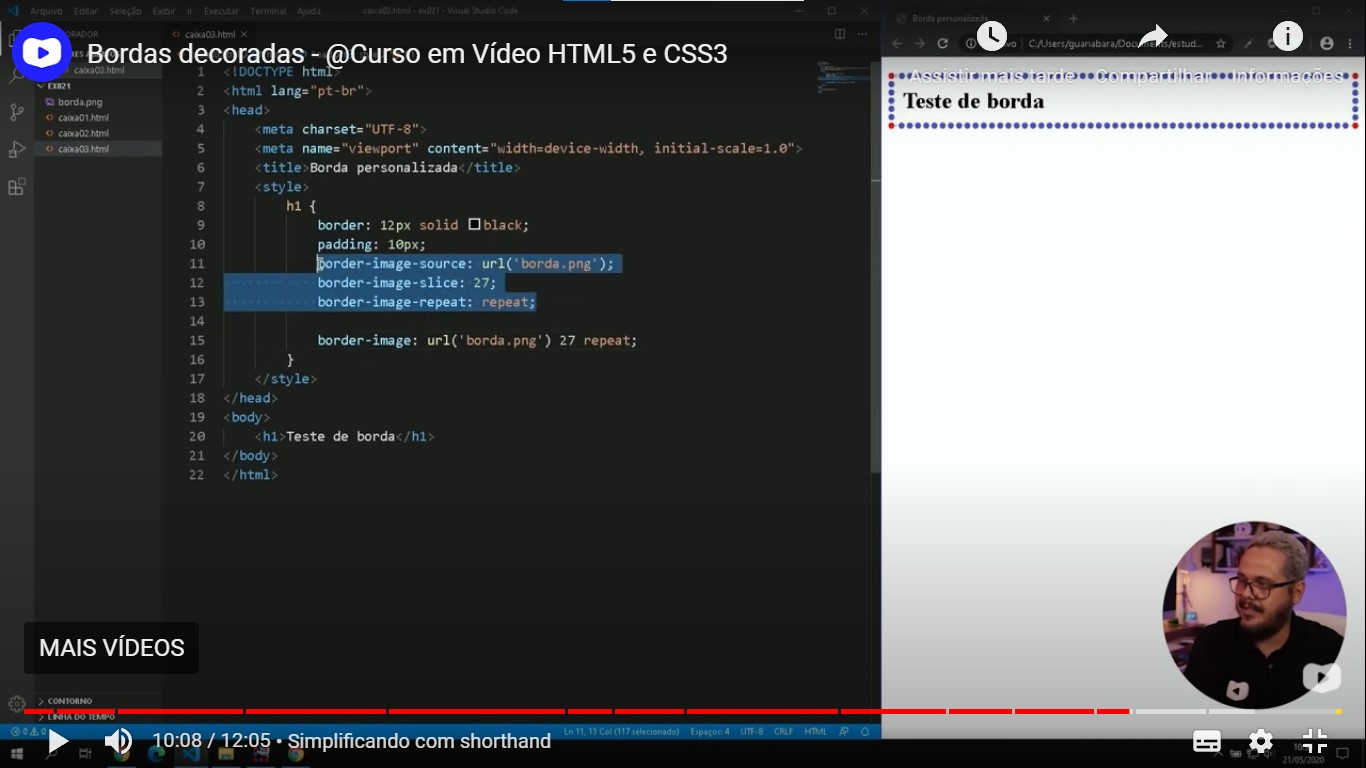 Arquivo Editar Seleção Exibir Ir Executar Terminal Ajuda
caixa03.html - ex021 - Visual Studio Code
Bordas decoradas - @Curso em Vídeo HTML5 e CSS3
caixa03.html
caixa03.html
EX021
borda.png
caixa01.html
caixa02.html
caixa03.html
1 <!DOCTYPE html>
2 <html lang="pt-br">
3 <head>
4 <meta charset="UTF-8">
5 <meta name="viewport" content="width=device-width, initial-scale=1.0">
6 <title>Borda personalizada</title>
7 <style>
8 h1 {
9 border: 12px solid black;
10 padding: 10px;
11 border-image-source: url('borda.png');
12 border-image-slice: 27;
13 border-image-repeat: repeat;
14
15 border-image: url('borda.png') 27 repeat;
16 }
17 </style>
18 </head>
19 <body>
20 <h1>Teste de borda</h1>
21 </body>
22 </html>
Borda personalizada
C:/Users/guanabara/Documents/estud...
Assistir mais tarde Compartilhar Informações
Teste de borda
MAIS VÍDEOS
CONTORNO
LINHA DO TEMPO
Ln 11, 13 Col (117 selecionado) Espaços: 4 UTF-8 CRLF HTML
10:08 / 12:05 • Simplificando com shorthand
21/05/2020